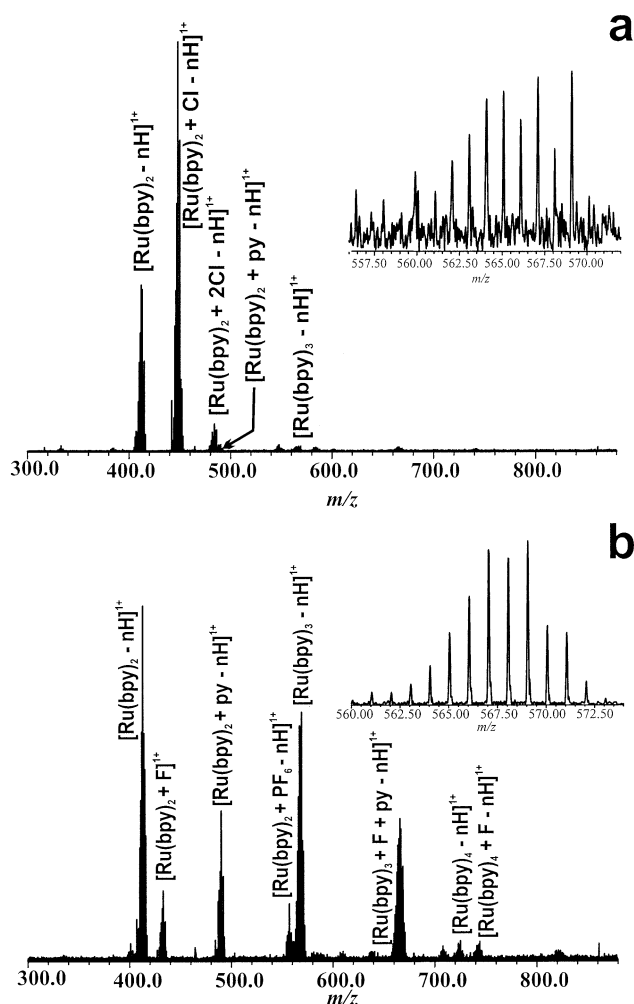 a
[Ru(bpy)₂ - nH]¹⁺
[Ru(bpy)₂ + Cl - nH]¹⁺
[Ru(bpy)₂ + 2Cl - nH]¹⁺
[Ru(bpy)₂ + py - nH]¹⁺
[Ru(bpy)₃ - nH]¹⁺
557.50 560.00 562.50 565.00 567.50 570.00
m/z
300.0 400.0 500.0 600.0 700.0 800.0
m/z
b
[Ru(bpy)₂ - nH]¹⁺
[Ru(bpy)₂ + F]¹⁺
[Ru(bpy)₂ + py - nH]¹⁺
[Ru(bpy)₂ + PF₆ - nH]¹⁺
[Ru(bpy)₃ - nH]¹⁺
[Ru(bpy)₃ + F + py - nH]¹⁺
[Ru(bpy)₄ - nH]¹⁺
[Ru(bpy)₄ + F - nH]¹⁺
560.00 562.50 565.00 567.50 570.00 572.50
m/z
300.0 400.0 500.0 600.0 700.0 800.0
m/z